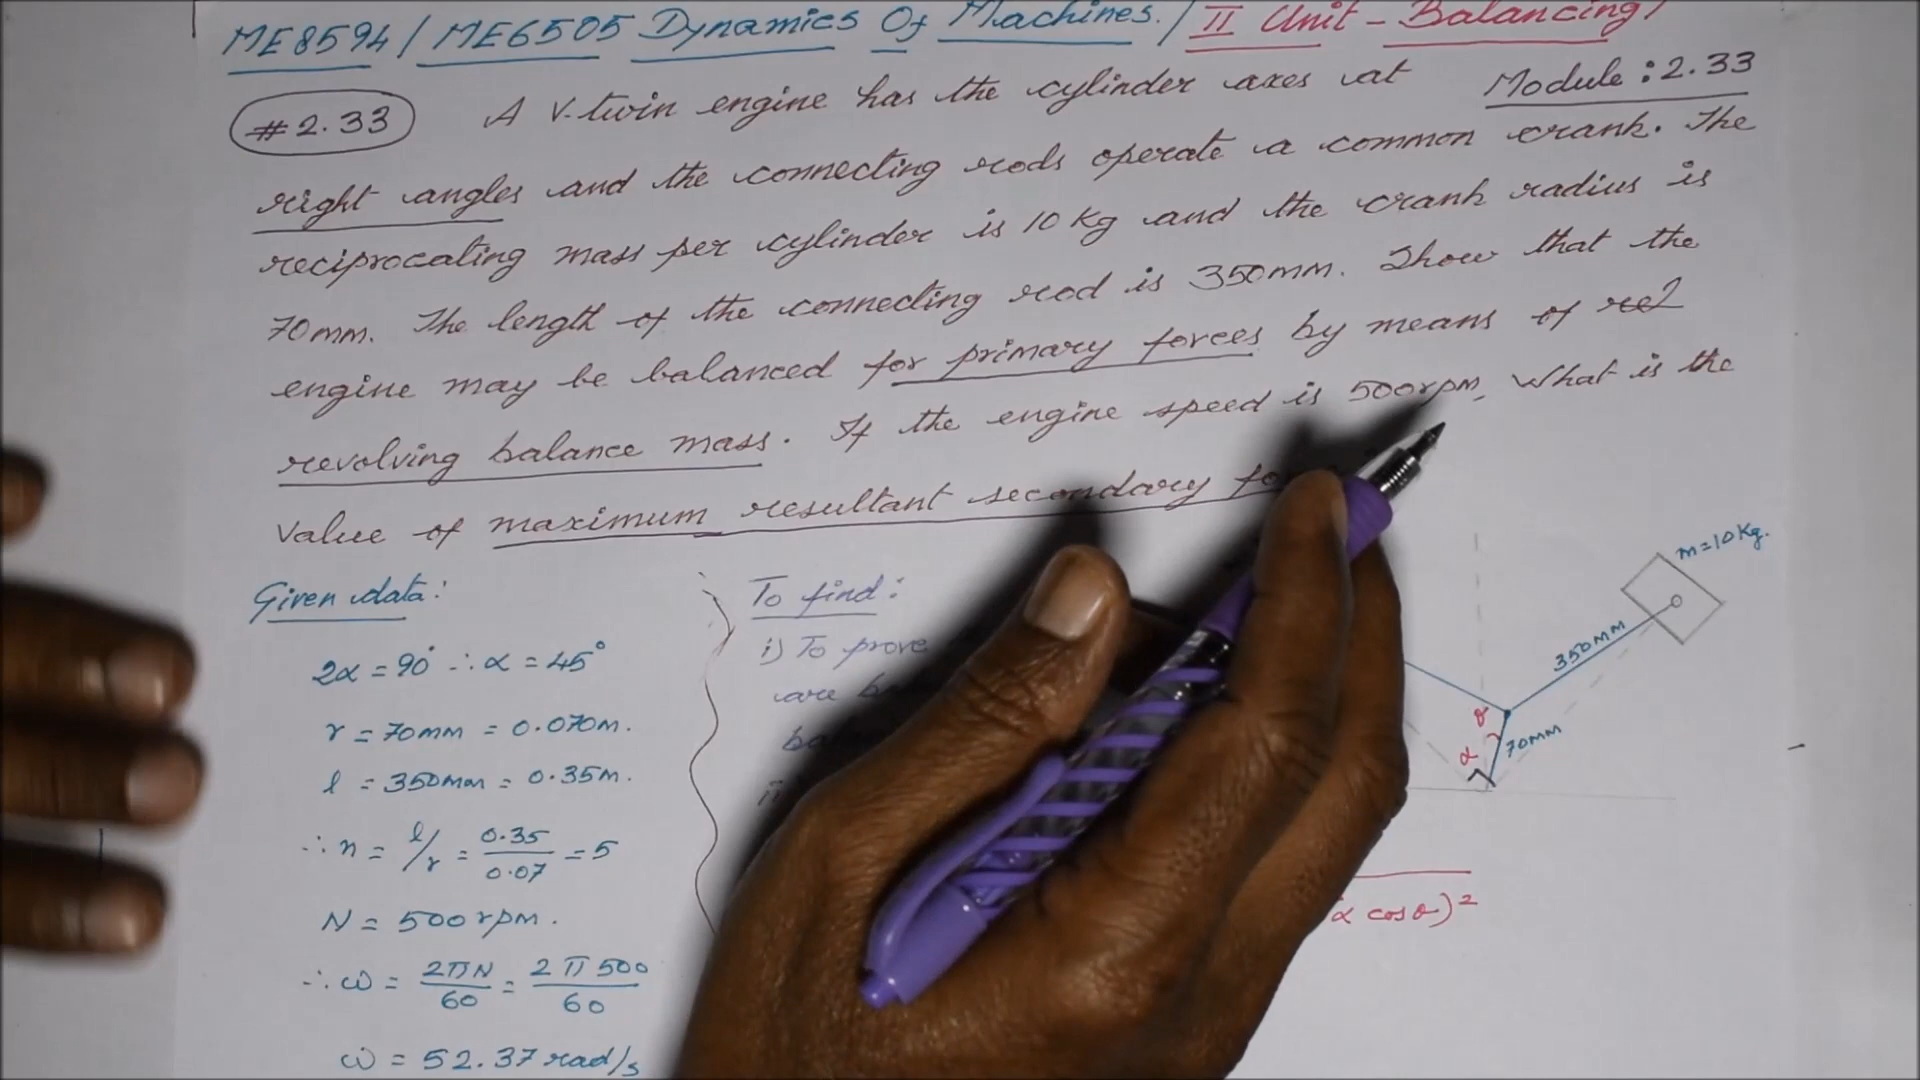 ME8594 / ME6505 Dynamics Of Machines. / II Unit - Balancing /
Module : 2.33
#2.33 A V-twin engine has the cylinder axes at
right angles and the connecting rods operate a common crank. The
reciprocating mass per cylinder is 10 kg and the crank radius is
70mm. The length of the connecting rod is 350mm. Show that the
engine may be balanced for primary forces by means of
revolving balance mass. If the engine speed is 500rpm, What is the
value of maximum resultant secondary
Given data:
2α = 90° ∴ α = 45°
r = 70mm = 0.070m.
l = 350mm = 0.35m.
∴ n = l/r = 0.35/0.07 = 5
N = 500 rpm.
∴ ω = 2πN/60 = 2π500/60
ω = 52.37 rad/s
To find:
i) To prove
are
m=10kg.
350mm
θ
α
70mm
α cosθ)²